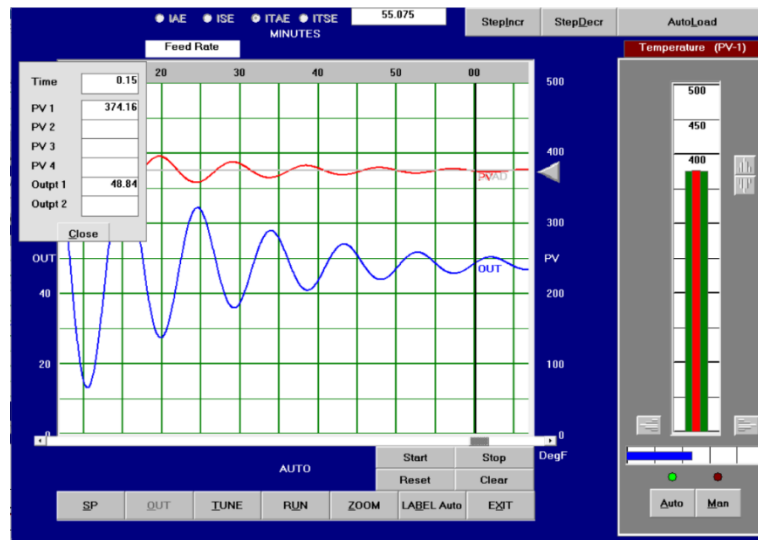 IAE ISE ITAE ITSE 55.075
MINUTES
StepIncr StepDecr AutoLoad
Feed Rate
Temperature (PV-1)
20 30 40 50 00
Time 0.15
PV 1 374.16
PV 2
PV 3
PV 4
Outpt 1 48.84
Outpt 2
Close
500
400
300
PV
200
100
0
DegF
OUT
40
20
0
PV
OUT
500
450
400
AUTO
Start Stop
Reset Clear
SP OUT TUNE RUN ZOOM LABEL Auto EXIT
Auto Man